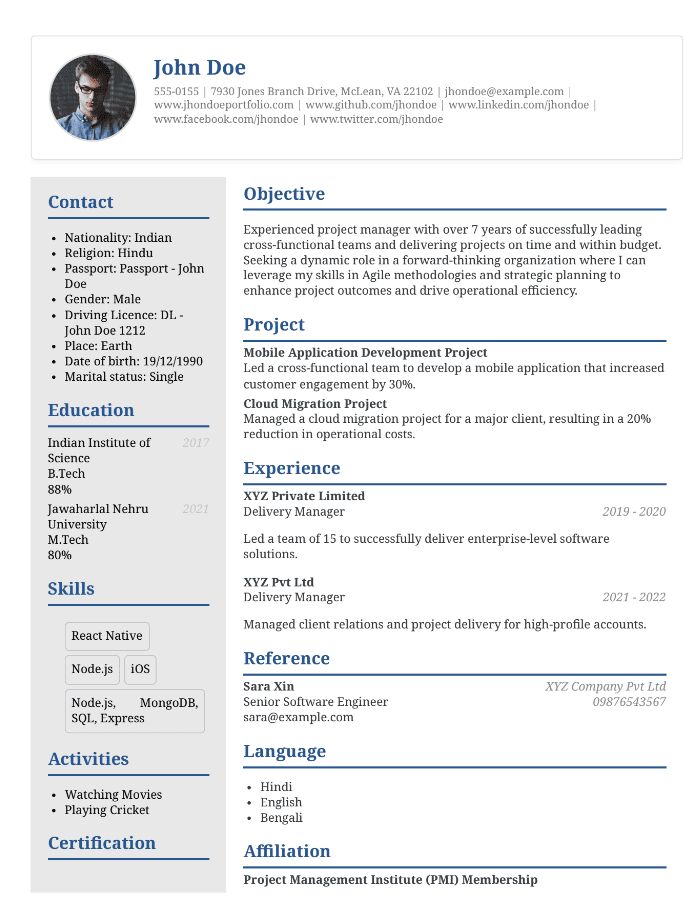 John Doe
555-0155 | 7930 Jones Branch Drive, McLean, VA 22102 | jhondoe@example.com |
www.jhondoeportfolio.com | www.github.com/jhondoe | www.linkedin.com/jhondoe |
www.facebook.com/jhondoe | www.twitter.com/jhondoe
Contact
• Nationality: Indian
• Religion: Hindu
• Passport: Passport - John
Doe
• Gender: Male
• Driving Licence: DL -
John Doe 1212
• Place: Earth
• Date of birth: 19/12/1990
• Marital status: Single
Education
Indian Institute of 2017
Science
B.Tech
88%
Jawaharlal Nehru 2021
University
M.Tech
80%
Skills
React Native
Node.js iOS
Node.js, MongoDB,
SQL, Express
Activities
• Watching Movies
• Playing Cricket
Certification
Objective
Experienced project manager with over 7 years of successfully leading
cross-functional teams and delivering projects on time and within budget.
Seeking a dynamic role in a forward-thinking organization where I can
leverage my skills in Agile methodologies and strategic planning to
enhance project outcomes and drive operational efficiency.
Project
Mobile Application Development Project
Led a cross-functional team to develop a mobile application that increased
customer engagement by 30%.
Cloud Migration Project
Managed a cloud migration project for a major client, resulting in a 20%
reduction in operational costs.
Experience
XYZ Private Limited
Delivery Manager 2019 - 2020
Led a team of 15 to successfully deliver enterprise-level software
solutions.
XYZ Pvt Ltd
Delivery Manager 2021 - 2022
Managed client relations and project delivery for high-profile accounts.
Reference
Sara Xin XYZ Company Pvt Ltd
Senior Software Engineer 09876543567
sara@example.com
Language
• Hindi
• English
• Bengali
Affiliation
Project Management Institute (PMI) Membership